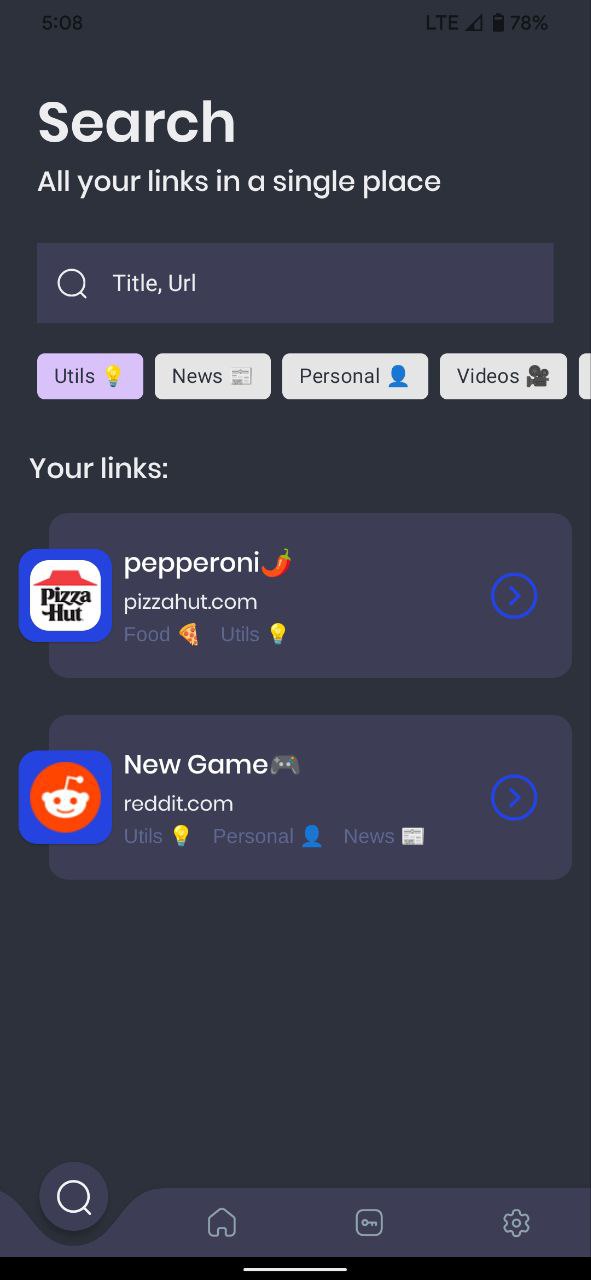 5:08 LTE 78%
Search
All your links in a single place
Title, Url
Utils 💡 News 📰 Personal 👤 Videos 🎥
Your links:
pepperoni🌶️
Pizza
Hut
pizzahut.com
Food 🍕 Utils 💡
New Game🎮
reddit.com
Utils 💡 Personal 👤 News 📰